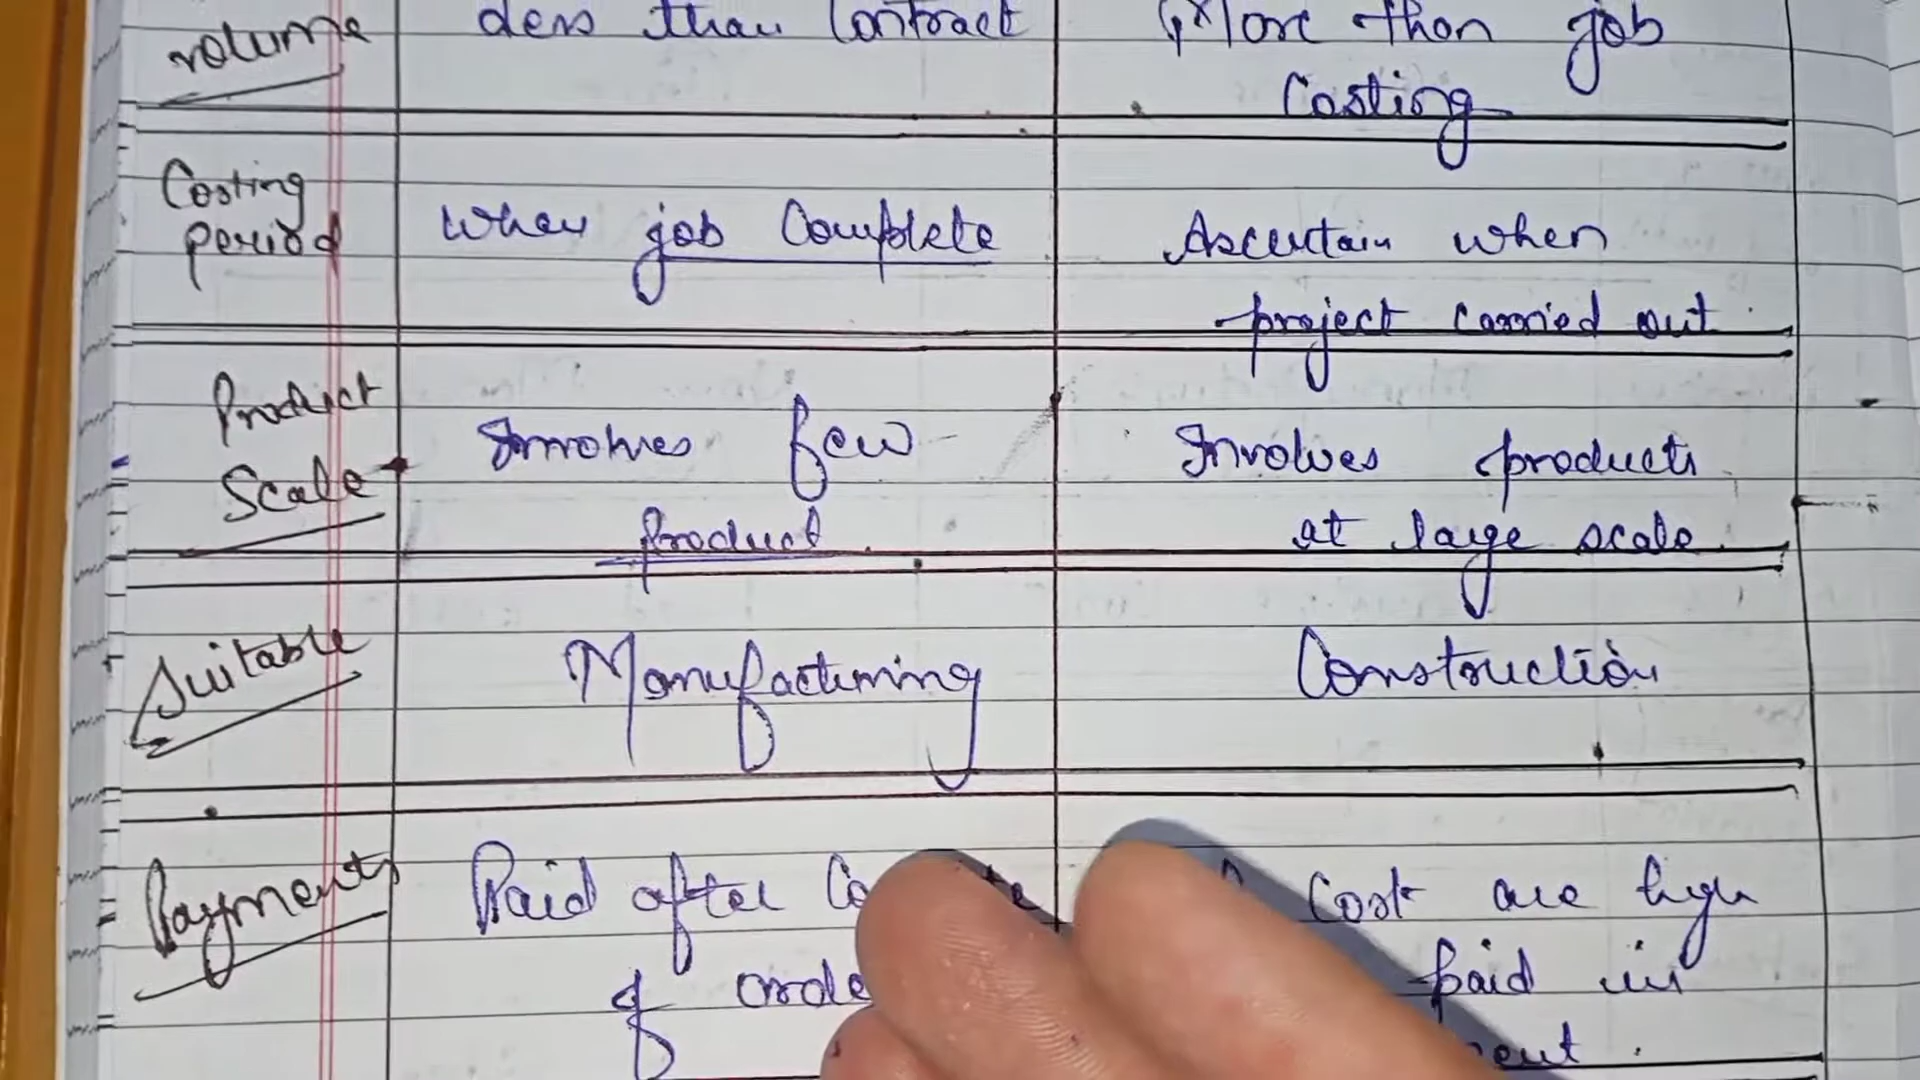 volume
Less than Contract
More than job
Costing
Costing
period
When job Complete
Ascertain when
project carried out
Product
Scale
Involves few
product
Involves products
at large scale
Suitable
Manufacturing
Construction
Payments
Paid after
of
Cost are high
paid in